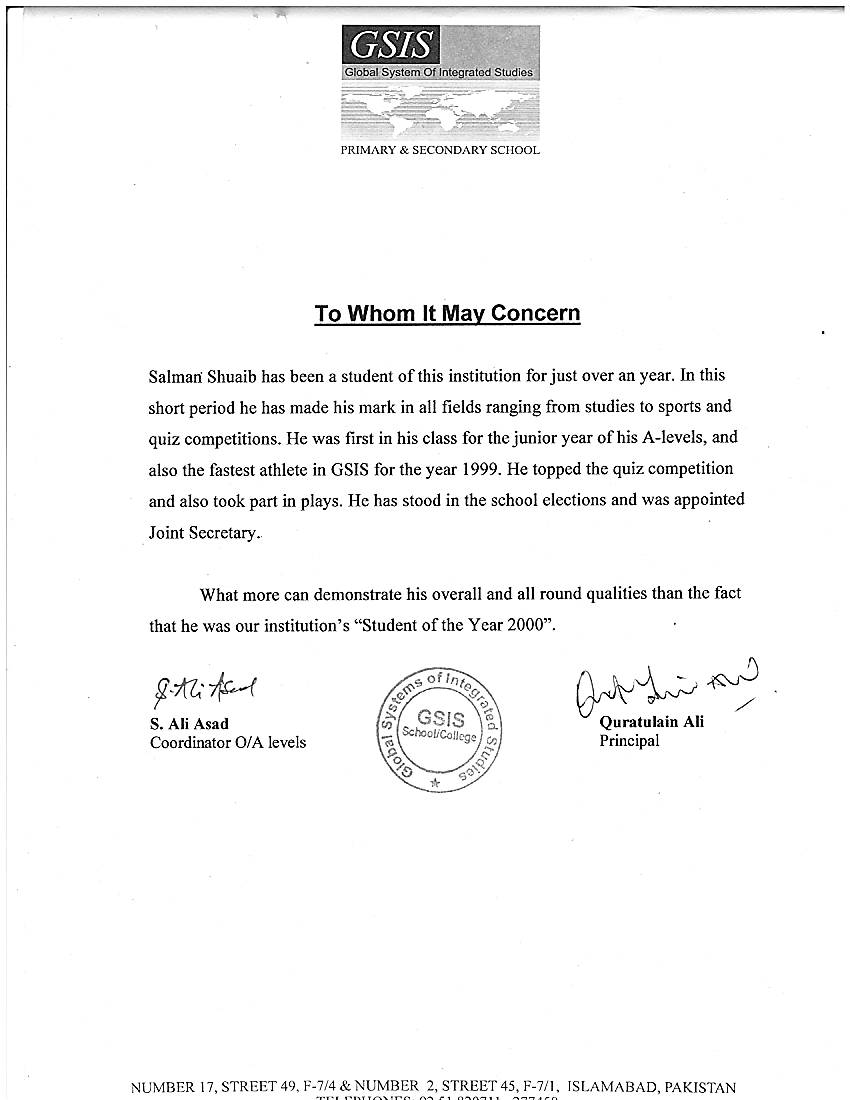 GSIS
Global System Of Integrated Studies
PRIMARY & SECONDARY SCHOOL
To Whom It May Concern
Salman Shuaib has been a student of this institution for just over an year. In this
short period he has made his mark in all fields ranging from studies to sports and
quiz competitions. He was first in his class for the junior year of his A-levels, and
also the fastest athlete in GSIS for the year 1999. He topped the quiz competition
and also took part in plays. He has stood in the school elections and was appointed
Joint Secretary.
What more can demonstrate his overall and all round qualities than the fact
that he was our institution's “Student of the Year 2000”.
S. Ali Asad
S. Ali Asad
Coordinator O/A levels
Global Systems of Integrated Studies
GSIS
School/College
Quratulain Ali
Principal
NUMBER 17, STREET 49, F-7/4 & NUMBER 2, STREET 45, F-7/1, ISLAMABAD, PAKISTAN